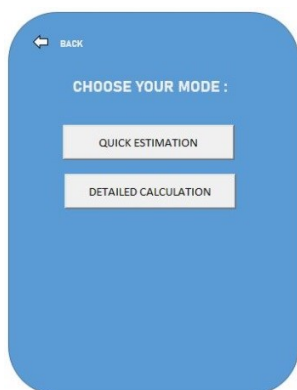 BACK
CHOOSE YOUR MODE :
QUICK ESTIMATION
DETAILED CALCULATION